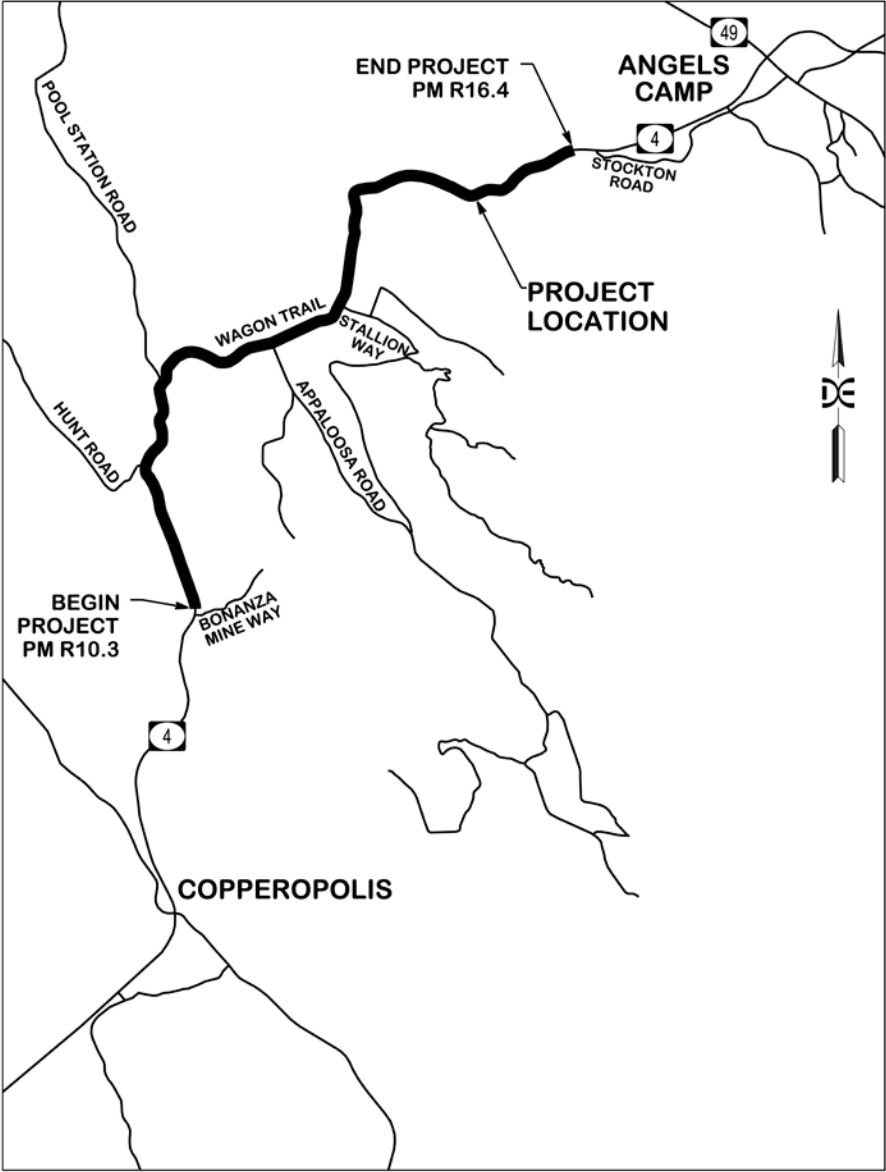 49
END PROJECT
PM R16.4
ANGELS
CAMP
4
STOCKTON
ROAD
POOL STATION ROAD
PROJECT
LOCATION
WAGON TRAIL
STALLION
WAY
HUNT ROAD
APPALOOSA ROAD
BEGIN
PROJECT
PM R10.3
BONANZA
MINE WAY
4
COPPEROPOLIS